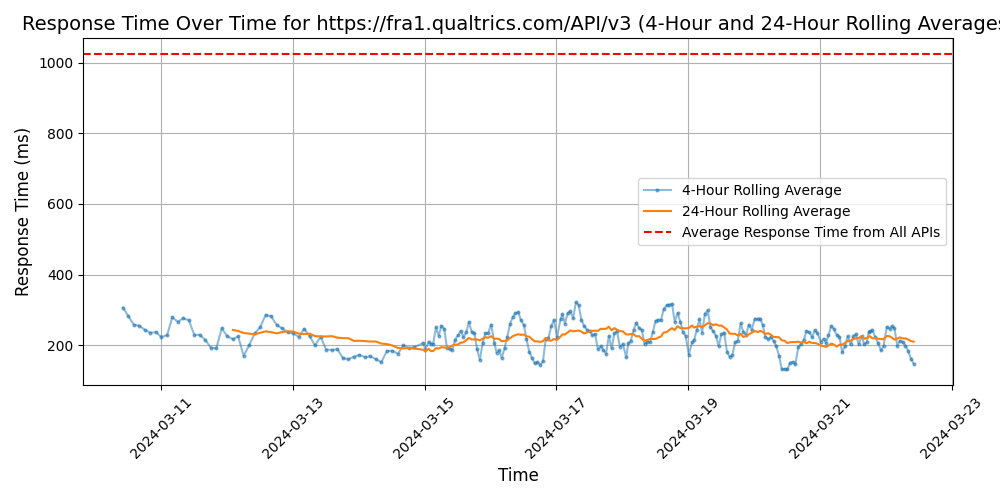 Response Time Over Time for https://fra1.qualtrics.com/API/v3 (4-Hour and 24-Hour Rolling Averages
Response Time (ms)
1000
800
600
400
200
4-Hour Rolling Average
24-Hour Rolling Average
Average Response Time from All APIs
2024-03-11
2024-03-13
2024-03-15
2024-03-17
2024-03-19
2024-03-21
2024-03-23
Time